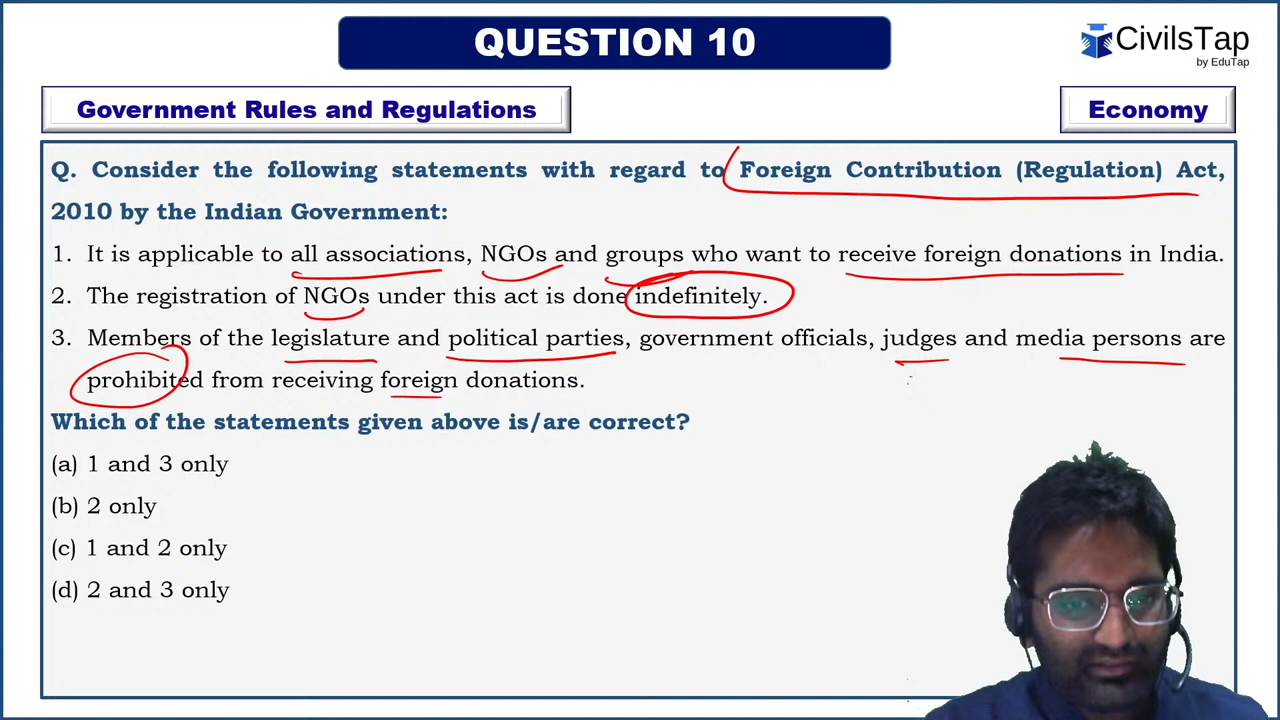 QUESTION 10
CivilsTap
by EduTap
Government Rules and Regulations
Economy
Q. Consider the following statements with regard to Foreign Contribution (Regulation) Act,
2010 by the Indian Government:
1. It is applicable to all associations, NGOs and groups who want to receive foreign donations in India.
2. The registration of NGOs under this act is done indefinitely.
3. Members of the legislature and political parties, government officials, judges and media persons are
prohibited from receiving foreign donations.
Which of the statements given above is/are correct?
(a) 1 and 3 only
(b) 2 only
(c) 1 and 2 only
(d) 2 and 3 only